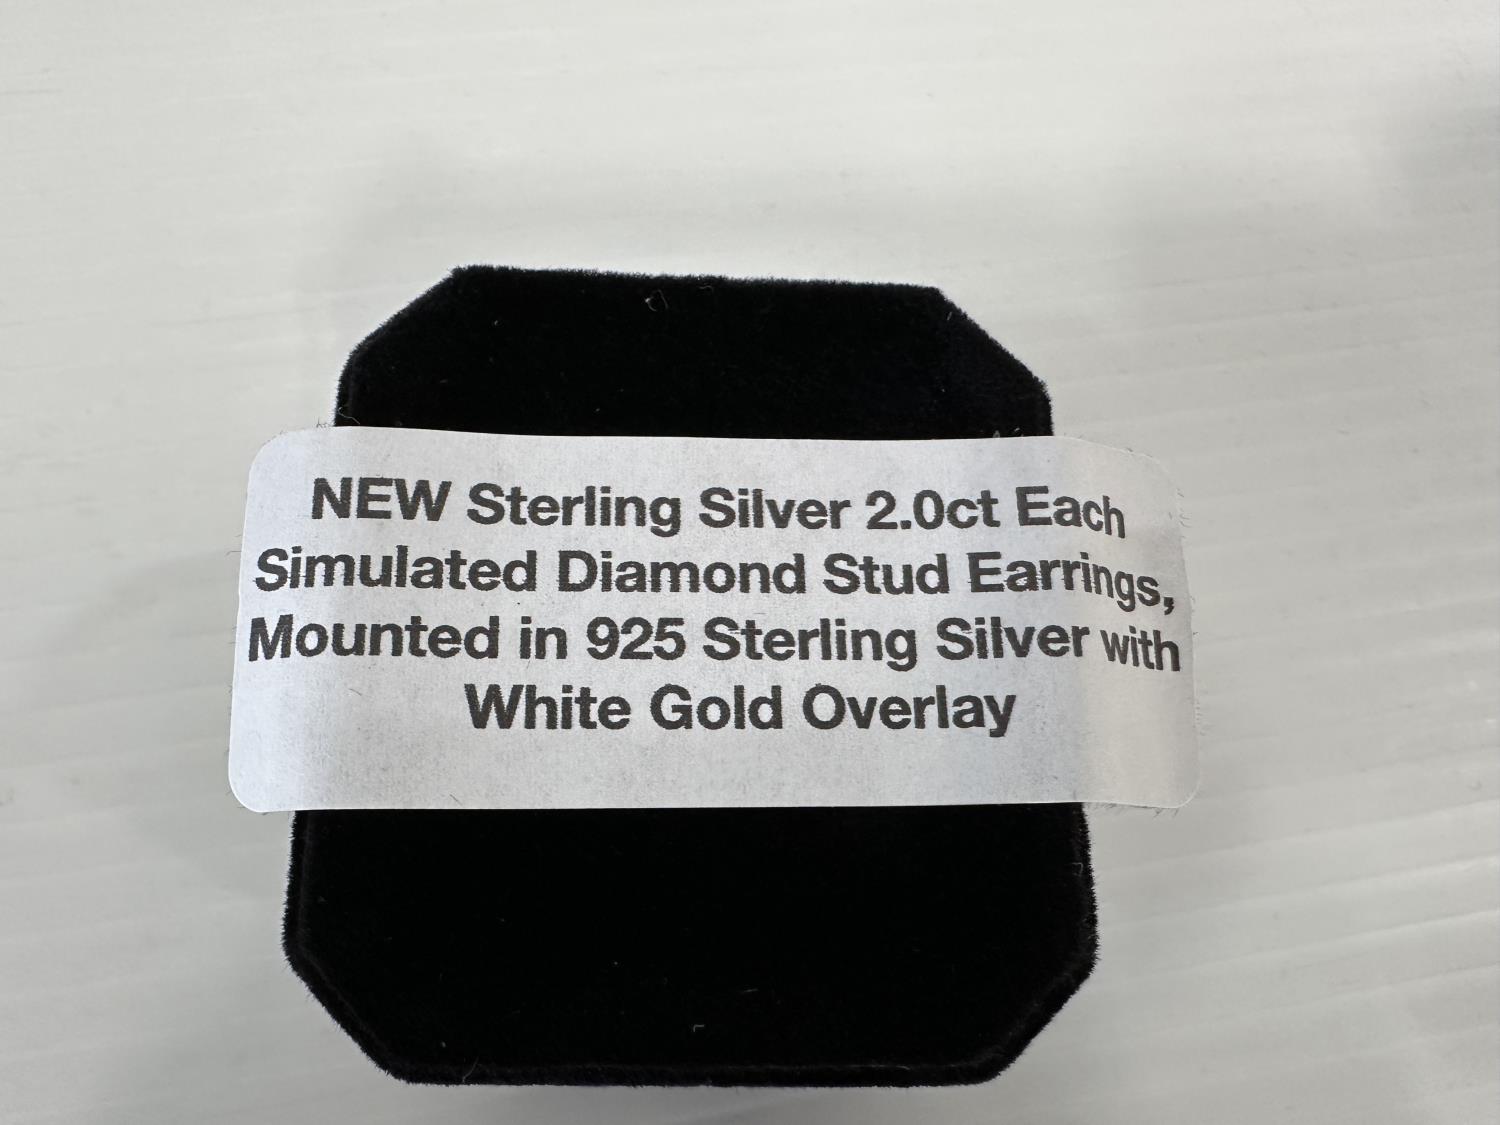 NEW Sterling Silver 2.0ct Each
Simulated Diamond Stud Earrings,
Mounted in 925 Sterling Silver with
White Gold Overlay